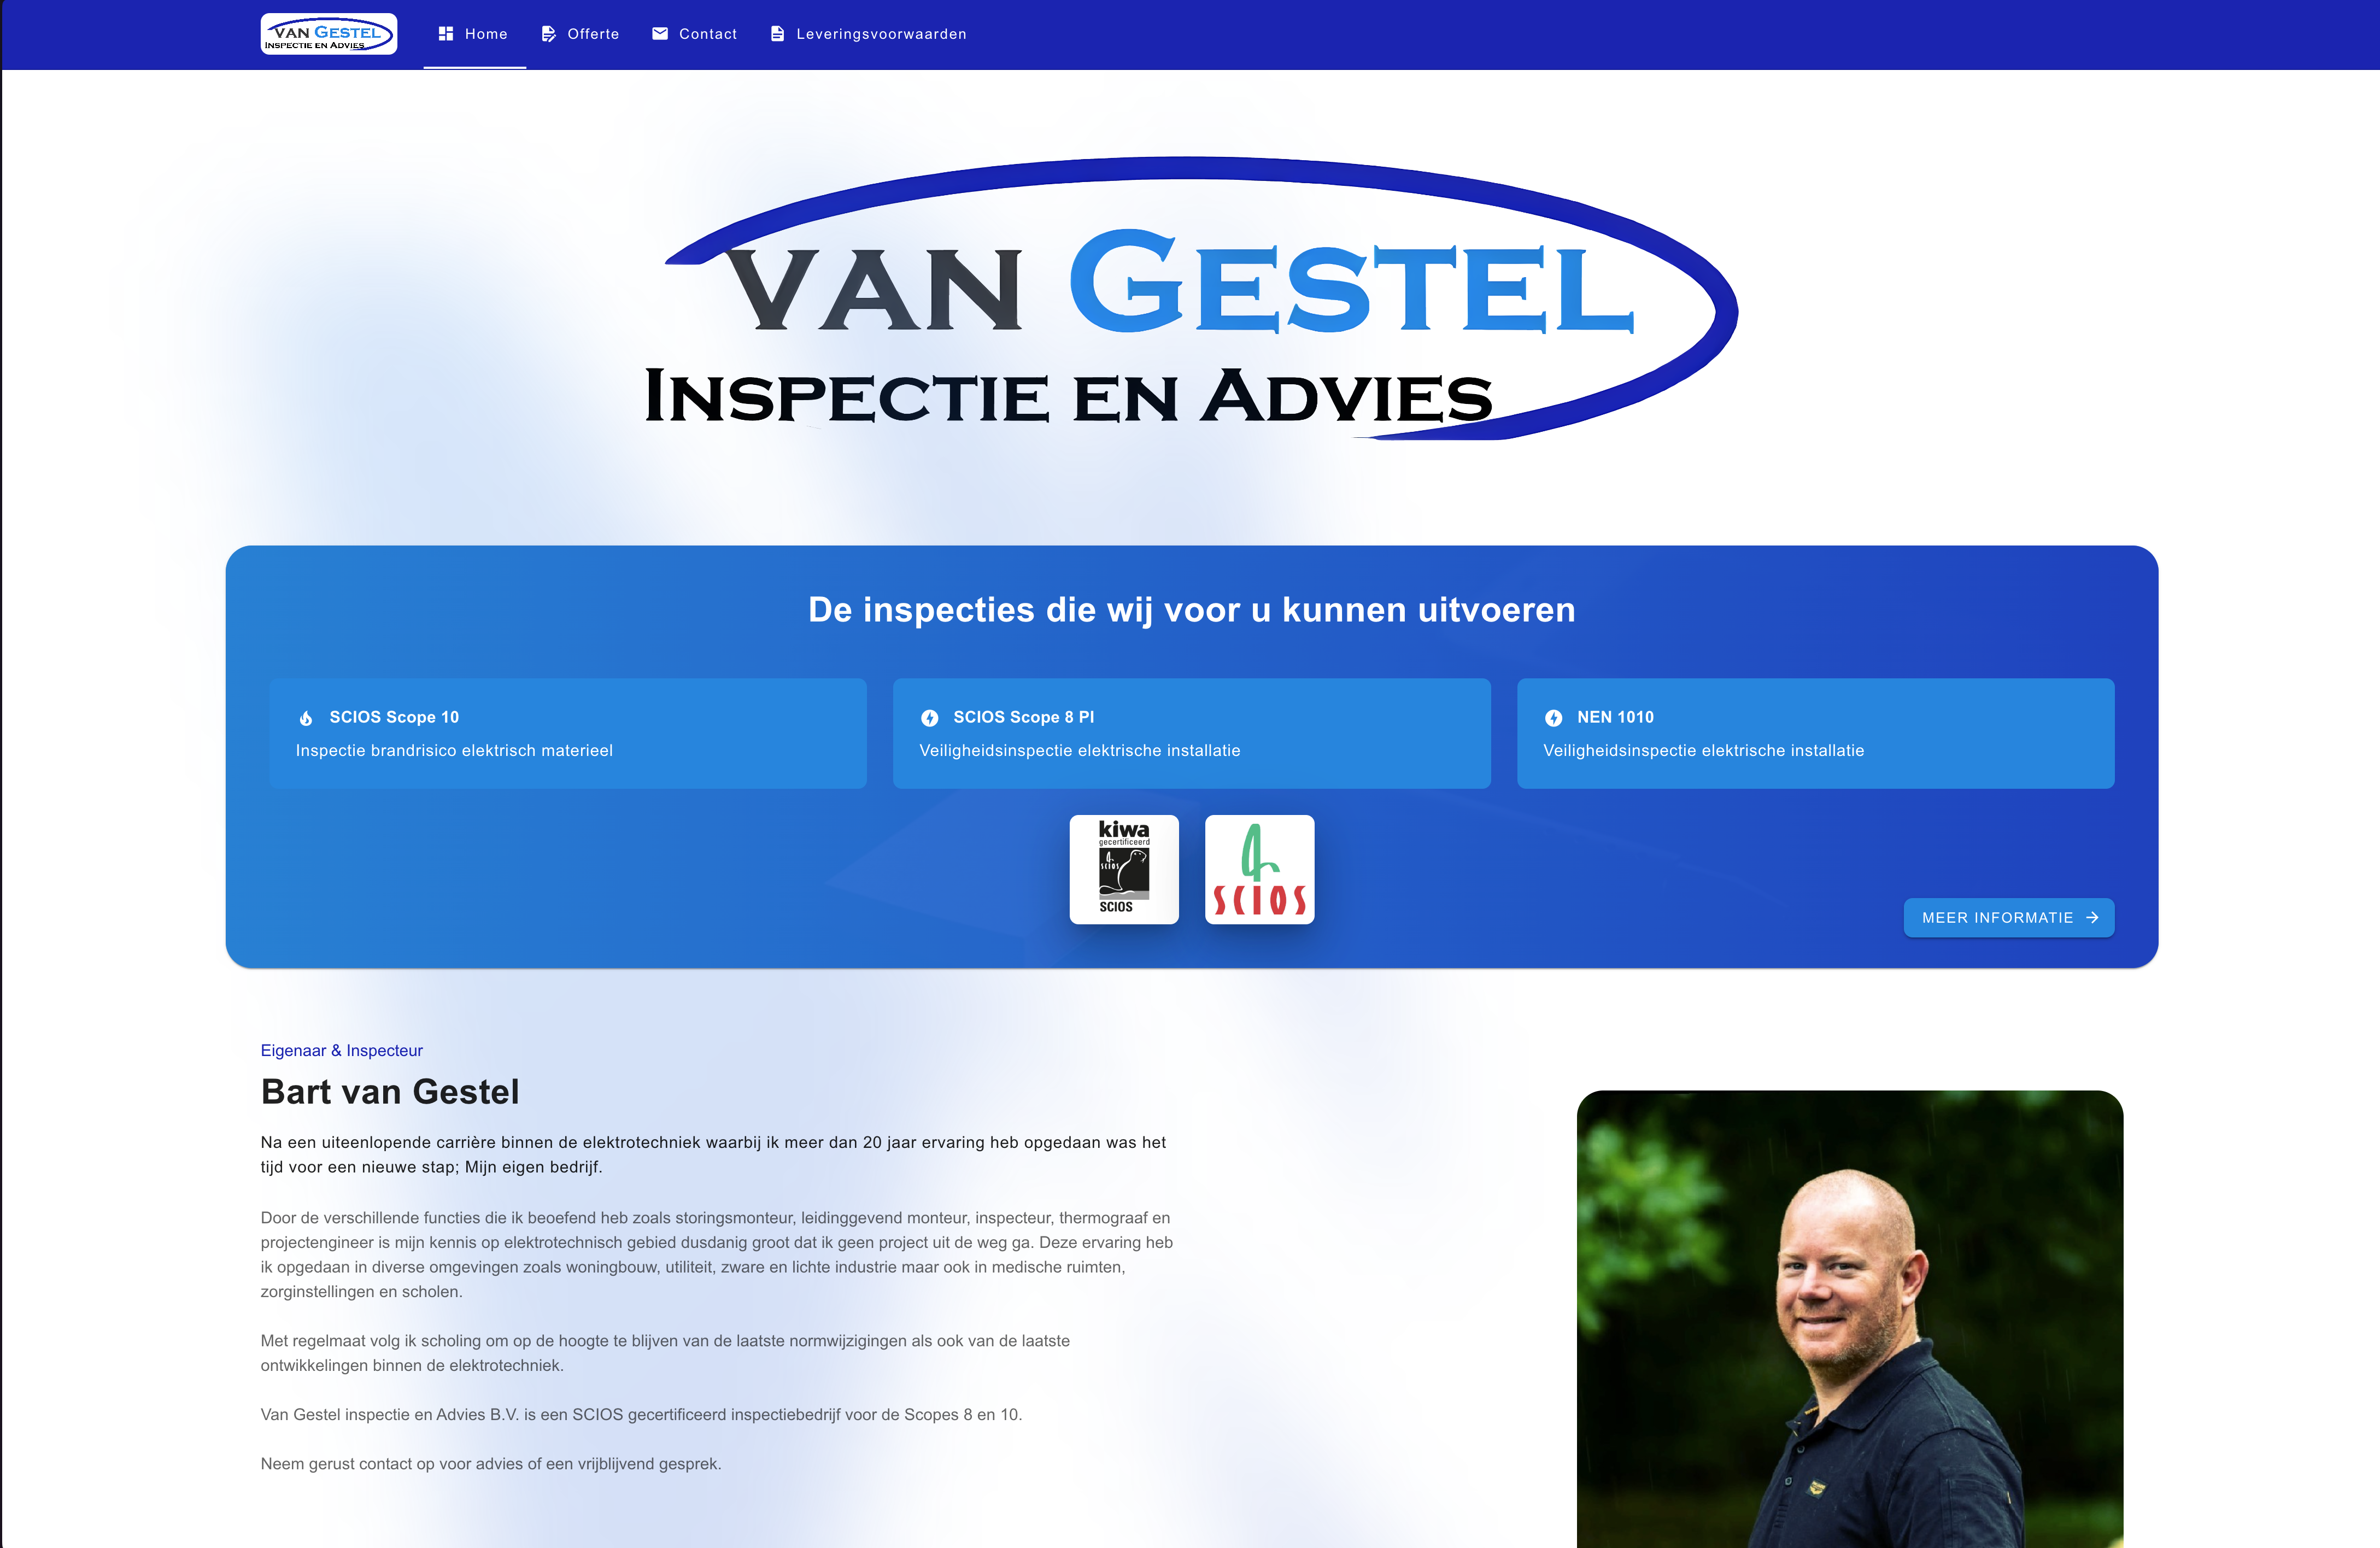 VAN GESTEL
INSPECTIE EN ADVIES
Home
Offerte
Contact
Leveringsvoorwaarden
VAN GESTEL
INSPECTIE EN ADVIES
De inspecties die wij voor u kunnen uitvoeren
SCIOS Scope 10
Inspectie brandrisico elektrisch materieel
SCIOS Scope 8 PI
Veiligheidsinspectie elektrische installatie
NEN 1010
Veiligheidsinspectie elektrische installatie
kiwa
gecertificeerd
SCIOS
SCIOS
SCIOS
MEER INFORMATIE
Eigenaar & Inspecteur
Bart van Gestel
Na een uiteenlopende carrière binnen de elektrotechniek waarbij ik meer dan 20 jaar ervaring heb opgedaan was het
tijd voor een nieuwe stap; Mijn eigen bedrijf.
Door de verschillende functies die ik beoefend heb zoals storingsmonteur, leidinggevend monteur, inspecteur, thermograaf en
projectengineer is mijn kennis op elektrotechnisch gebied dusdanig groot dat ik geen project uit de weg ga. Deze ervaring heb
ik opgedaan in diverse omgevingen zoals woningbouw, utiliteit, zware en lichte industrie maar ook in medische ruimten,
zorginstellingen en scholen.
Met regelmaat volg ik scholing om op de hoogte te blijven van de laatste normwijzigingen als ook van de laatste
ontwikkelingen binnen de elektrotechniek.
Van Gestel inspectie en Advies B.V. is een SCIOS gecertificeerd inspectiebedrijf voor de Scopes 8 en 10.
Neem gerust contact op voor advies of een vrijblijvend gesprek.